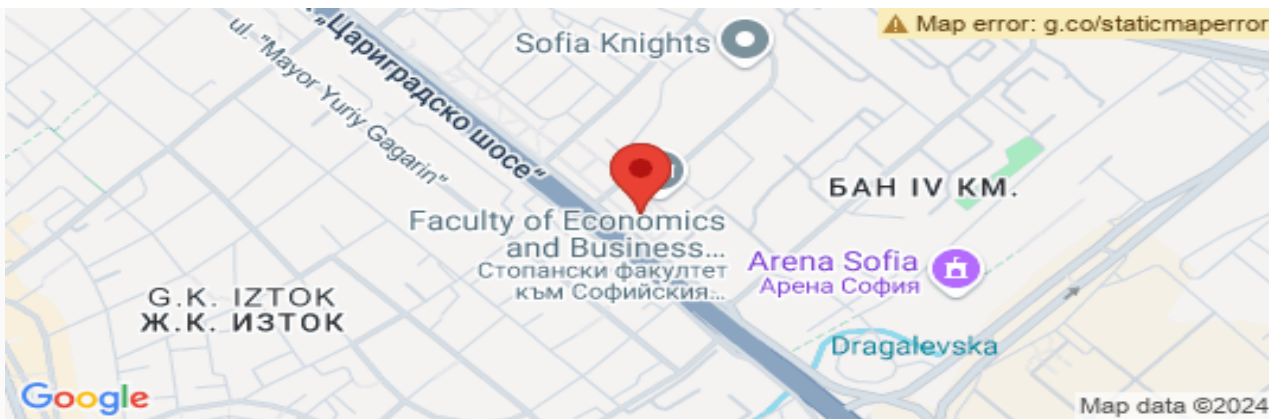 Map error: g.co/staticmaperror
Sofia Knights
ul. "Mayor Yuriy Gagarin"
„Цариградско шосе“
БАН IV КМ.
Faculty of Economics
and Business...
Стопански факултет
към Софийския...
Arena Sofia
Арена София
G.K. IZTOK
Ж.К. ИЗТОК
Dragalevska
Google
Map data ©2024